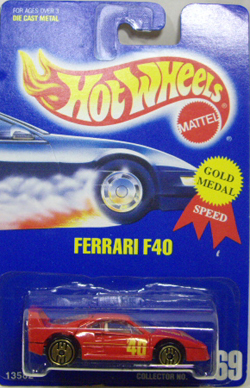 FOR AGES OVER 3
DIE CAST METAL
Hot Wheels
MATTEL
GOLD
MEDAL
SPEED
FERRARI F40
40
COLLECTOR NO.
69